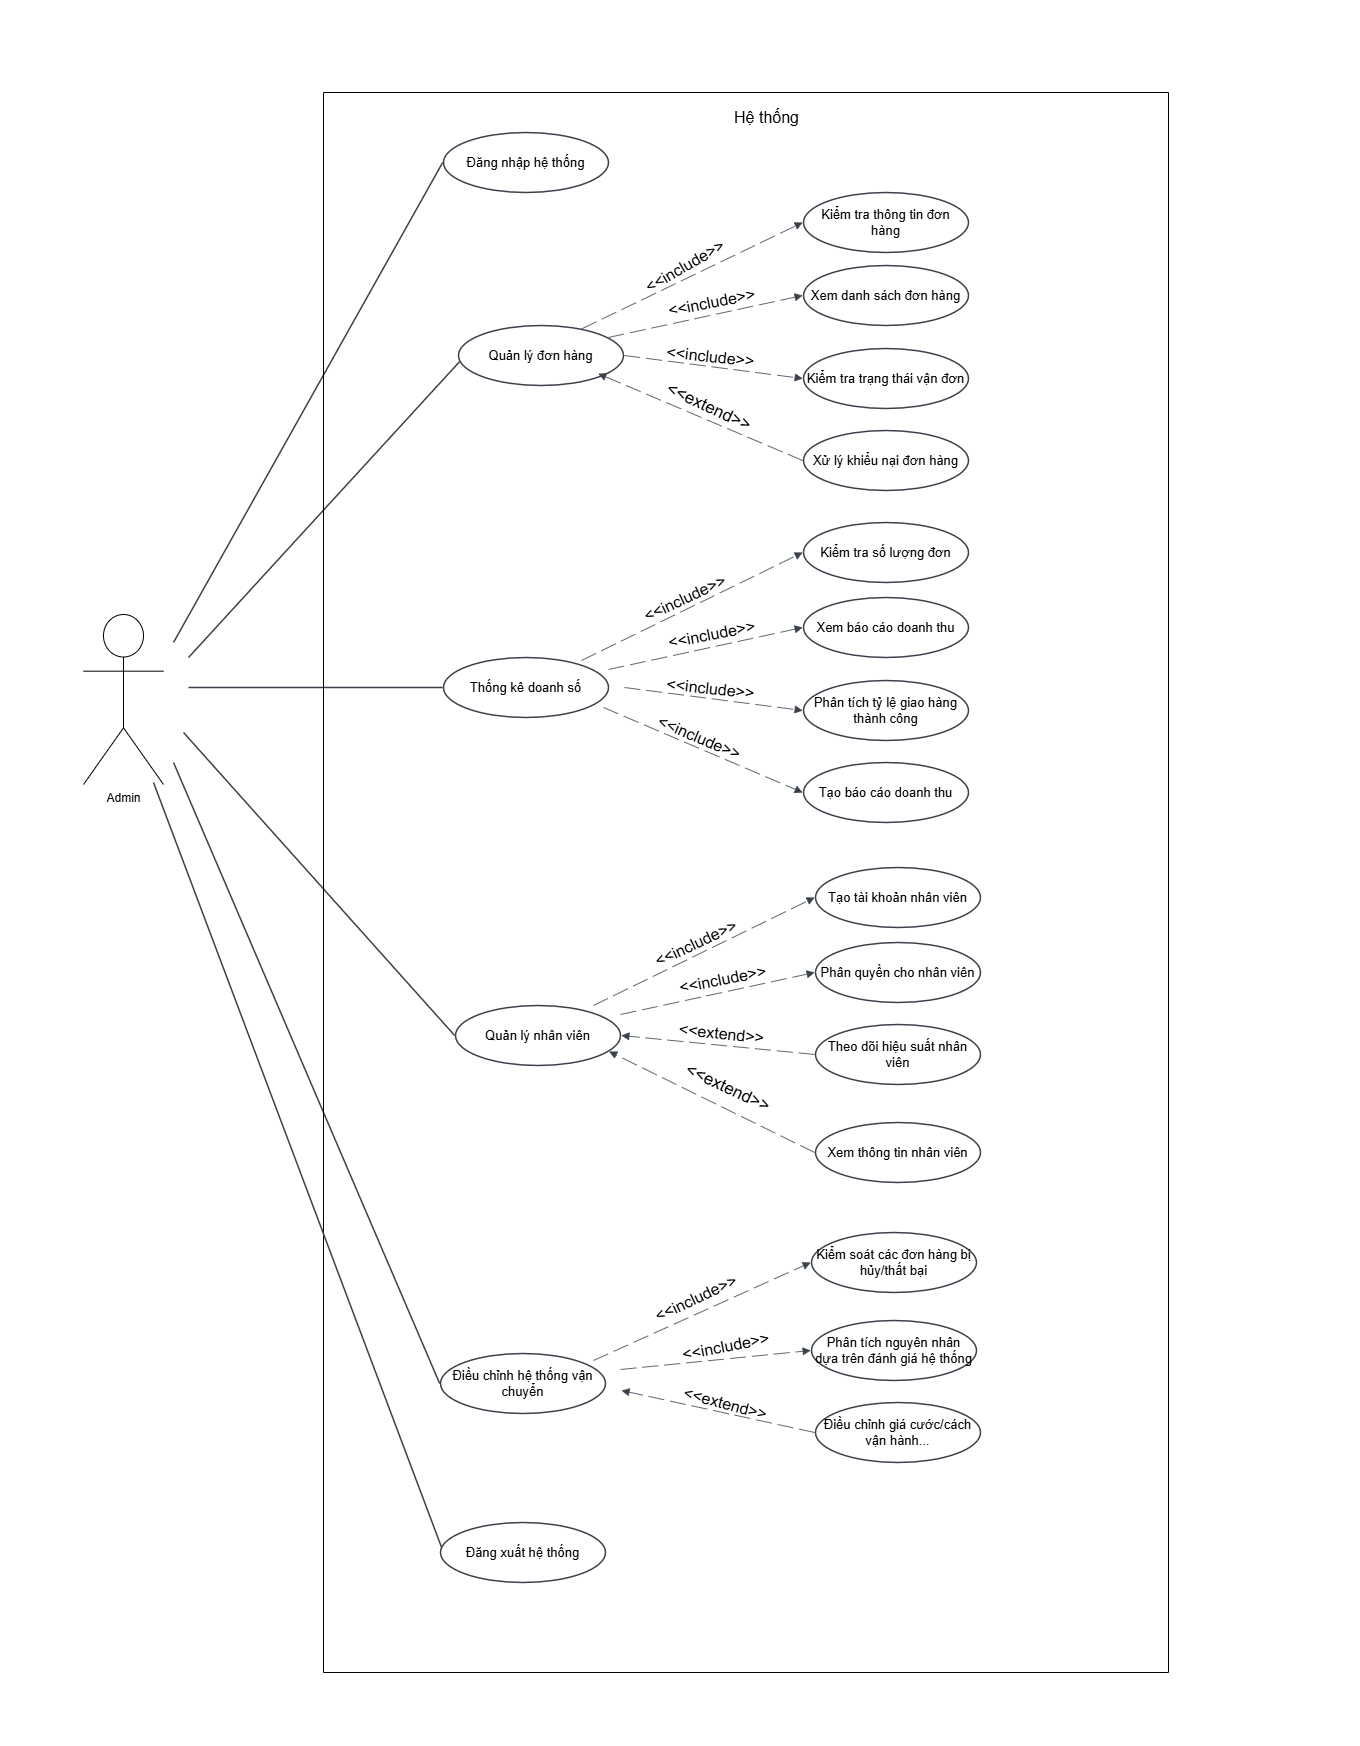 Hệ thống
Đăng nhập hệ thống
Kiểm tra thông tin đơn
hàng
<<include>>
Xem danh sách đơn hàng
<<include>>
Quản lý đơn hàng
<<include>>
Kiểm tra trạng thái vận đơn
<<extend>>
Xử lý khiểu nại đơn hàng
Kiểm tra số lượng đơn
<<include>>
Xem báo cáo doanh thu
<<include>>
Thống kê doanh số
<<include>>
Phân tích tỷ lệ giao hàng
thành công
<<include>>
Tạo báo cáo doanh thu
Admin
Tạo tài khoản nhân viên
<<include>>
Phân quyền cho nhân viên
<<include>>
Quản lý nhân viên
<<extend>>
Theo dõi hiệu suất nhân
viên
<<extend>>
Xem thông tin nhân viên
Kiểm soát các đơn hàng bị
hủy/thất bại
<<include>>
Phân tích nguyên nhân
dựa trên đánh giá hệ thống
<<include>>
Điều chỉnh hệ thống vận
chuyển
<<extend>>
Điều chỉnh giá cước/cách
vận hành...
Đăng xuất hệ thống